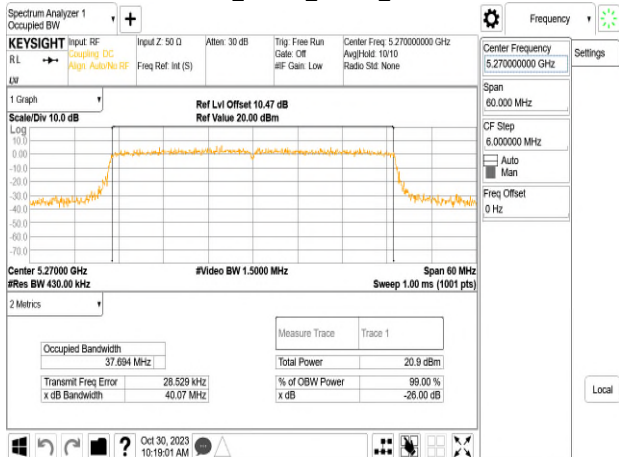 Spectrum Analyzer 1
Occupied BW
+
Frequency
KEYSIGHT Input: RF Input Z: 50 Ω Atten: 30 dB Trig: Free Run Center Freq: 5.270000000 GHz
RL Coupling: DC Gate: Off Avg|Hold: 10/10
Align: Auto/No RF Freq Ref: Int (S) #IF Gain: Low Radio Std: None
LXI
Center Frequency
5.270000000 GHz
Settings
Span
60.000 MHz
CF Step
6.000000 MHz
Auto
Man
Freq Offset
0 Hz
Local
1 Graph
Ref Lvl Offset 10.47 dB
Scale/Div 10.0 dB Ref Value 20.00 dBm
Log
10.0
0.00
-10.0
-20.0
-30.0
-40.0
-50.0
-60.0
-70.0
Center 5.27000 GHz #Video BW 1.5000 MHz Span 60 MHz
#Res BW 430.00 kHz Sweep 1.00 ms (1001 pts)
2 Metrics
Measure Trace Trace 1
Occupied Bandwidth
37.694 MHz Total Power 20.9 dBm
Transmit Freq Error 28.529 kHz % of OBW Power 99.00 %
x dB Bandwidth 40.07 MHz x dB -26.00 dB
? Oct 30, 2023
10:19:01 AM